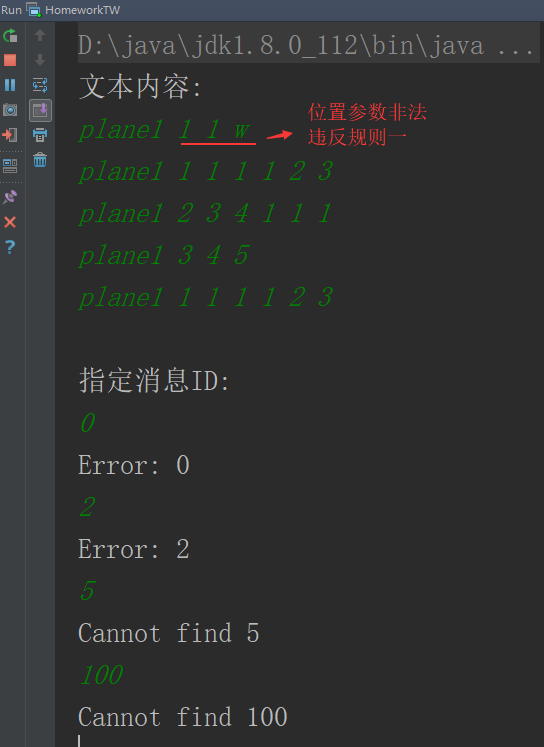 Run HomeworkTW
D:\java\jdk1.8.0_112\bin\java ...
文本内容:
plane1 1 1 w
位置参数非法
违反规则一
plane1 1 1 1 1 2 3
plane1 2 3 4 1 1 1
plane1 3 4 5
plane1 1 1 1 1 2 3
指定消息ID:
0
Error: 0
2
Error: 2
5
Cannot find 5
100
Cannot find 100